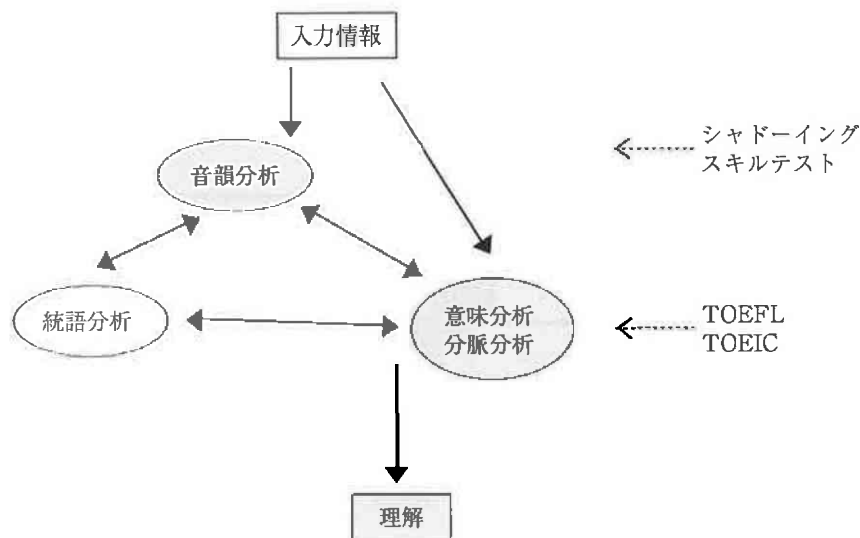 入力情報
シャドーイング
スキルテスト
音韻分析
統語分析
意味分析
分脈分析
TOEFL
TOEIC
理解